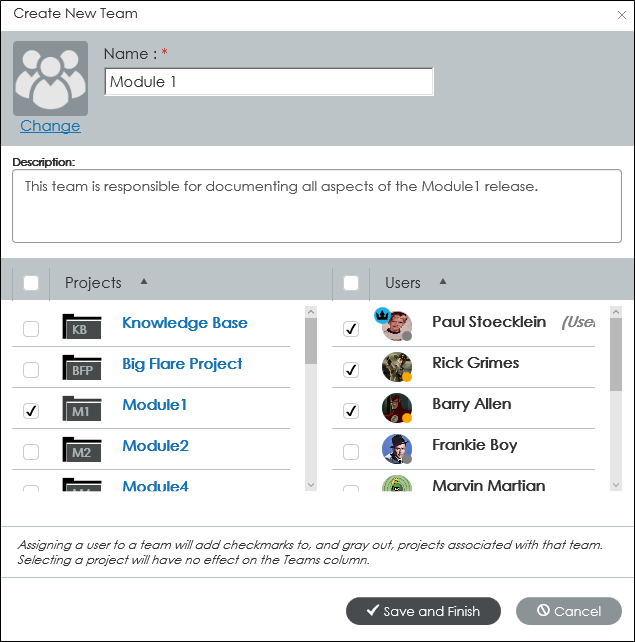 Create New Team
Name : *
Module 1
Change
Description:
This team is responsible for documenting all aspects of the Module1 release.
Projects ▲ Users ▲
KB Knowledge Base Paul Stoecklein (User
BFP Big Flare Project Rick Grimes
M1 Module1 Barry Allen
M2 Module2 Frankie Boy
Module4 Marvin Martian
Assigning a user to a team will add checkmarks to, and gray out, projects associated with that team.
Selecting a project will have no effect on the Teams column.
Save and Finish Cancel